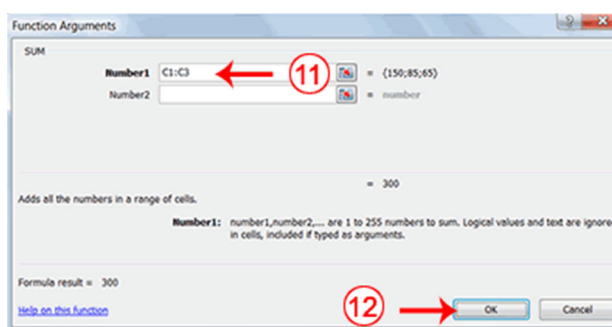 Function Arguments
SUM
Number1 C1:C3 11 = {150;85;65}
Number2 = number
= 300
Adds all the numbers in a range of cells.
Number1: number1,number2,... are 1 to 255 numbers to sum. Logical values and text are ignore
in cells, included if typed as arguments.
Formula result = 300
Help on this function 12 OK Cancel